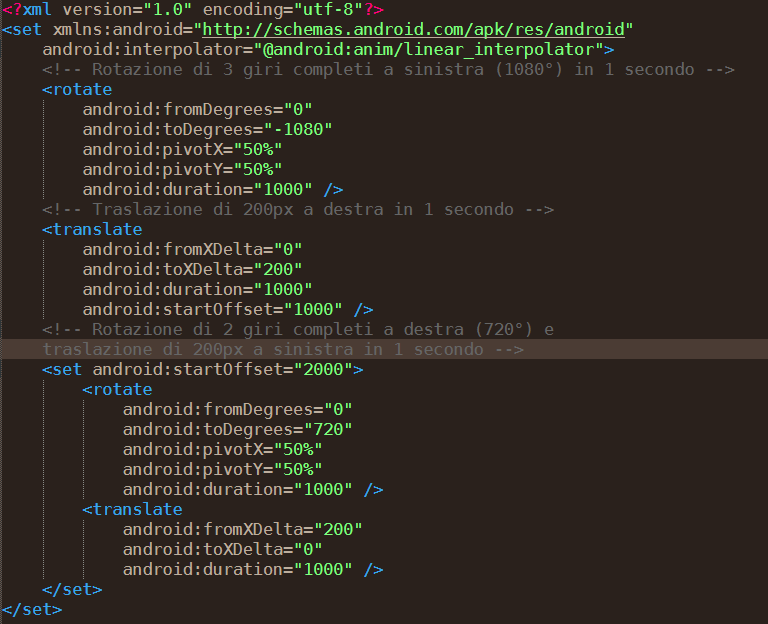 <?xml version="1.0" encoding="utf-8"?>
<set xmlns:android="http://schemas.android.com/apk/res/android"
    android:interpolator="@android:anim/linear_interpolator">
    <!-- Rotazione di 3 giri completi a sinistra (1080°) in 1 secondo -->
    <rotate
        android:fromDegrees="0"
        android:toDegrees="-1080"
        android:pivotX="50%"
        android:pivotY="50%"
        android:duration="1000" />
    <!-- Traslazione di 200px a destra in 1 secondo -->
    <translate
        android:fromXDelta="0"
        android:toXDelta="200"
        android:duration="1000"
        android:startOffset="1000" />
    <!-- Rotazione di 2 giri completi a destra (720°) e
    traslazione di 200px a sinistra in 1 secondo -->
    <set android:startOffset="2000">
        <rotate
            android:fromDegrees="0"
            android:toDegrees="720"
            android:pivotX="50%"
            android:pivotY="50%"
            android:duration="1000" />
        <translate
            android:fromXDelta="200"
            android:toXDelta="0"
            android:duration="1000" />
    </set>
</set>